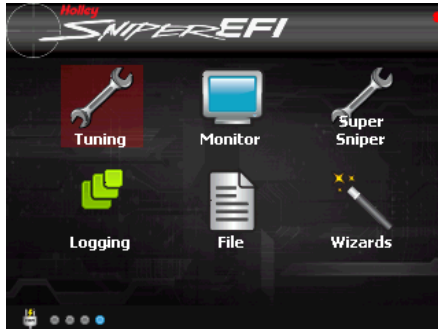 Holley
SNIPER EFI
Tuning
Monitor
Super
Sniper
Logging
File
Wizards